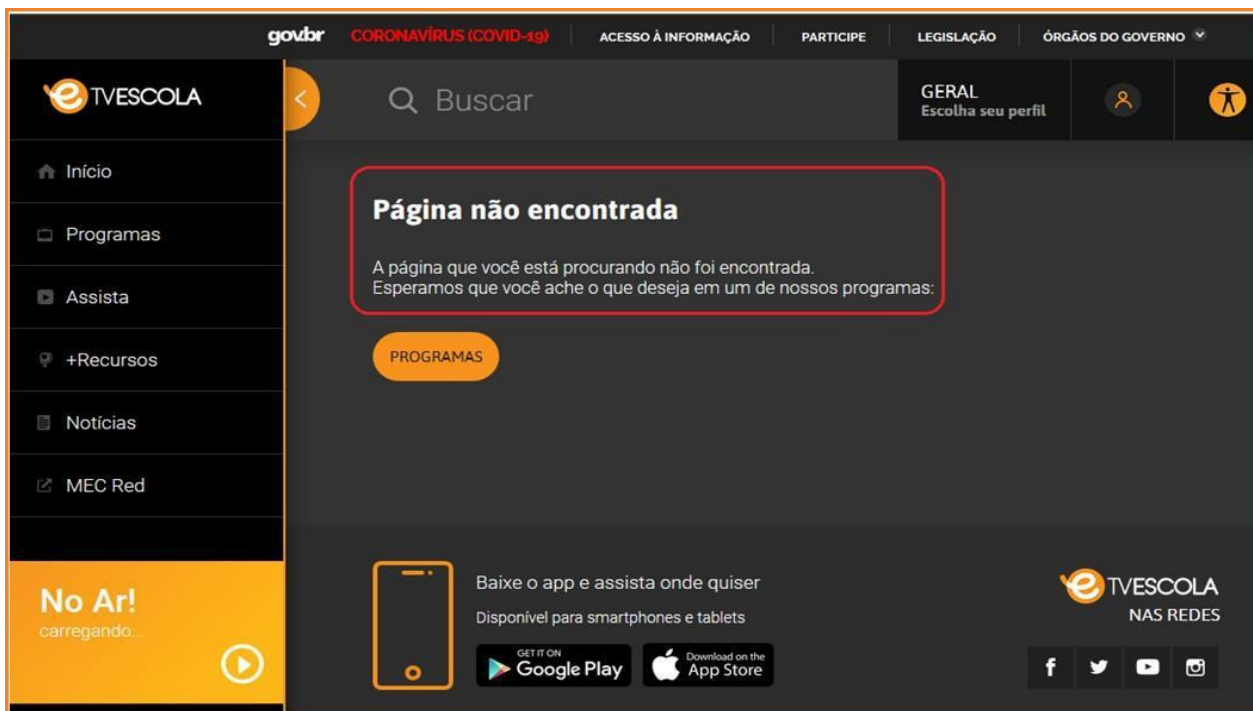 gov.br CORONAVÍRUS (COVID-19) ACESSO À INFORMAÇÃO PARTICIPE LEGISLAÇÃO ÓRGÃOS DO GOVERNO
e TVESCOLA
Buscar
GERAL
Escolha seu perfil
Início
Programas
Assista
+Recursos
Notícias
MEC Red
No Ar!
carregando...
Página não encontrada
A página que você está procurando não foi encontrada.
Esperamos que você ache o que deseja em um de nossos programas:
PROGRAMAS
Baixe o app e assista onde quiser
Disponível para smartphones e tablets
GET IT ON
Google Play
Download on the
App Store
e TVESCOLA
NAS REDES